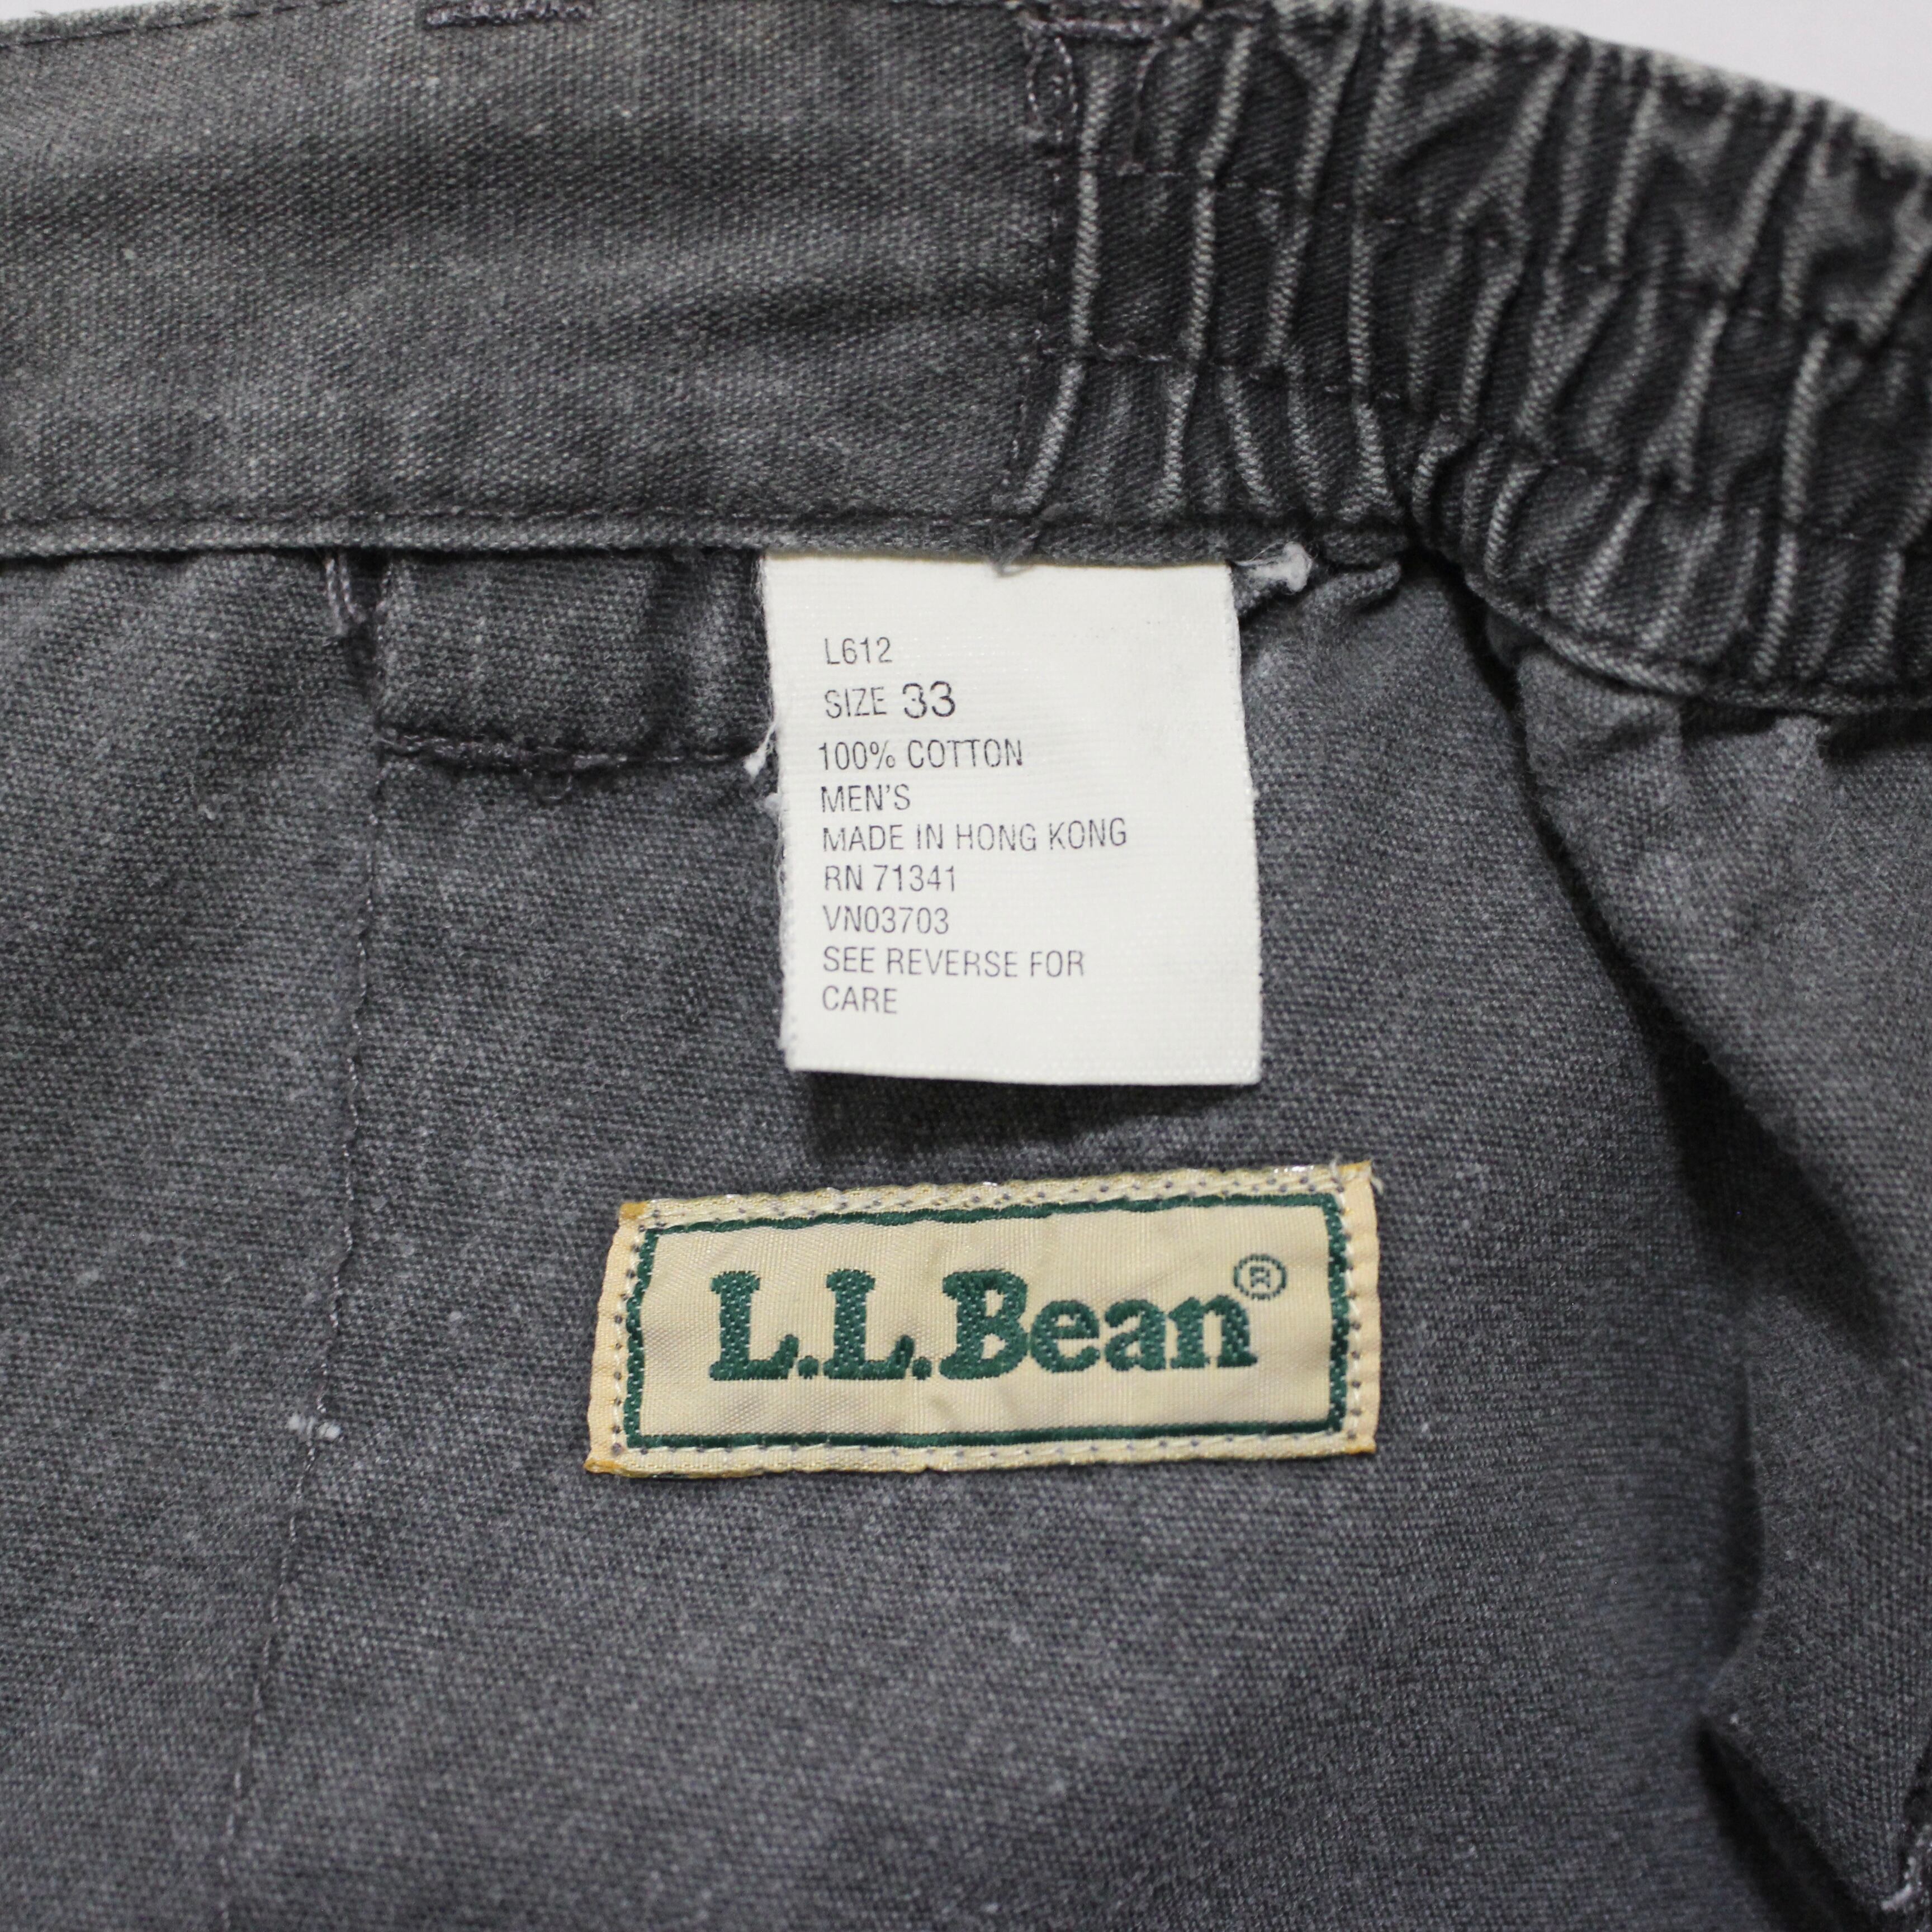 L612
SIZE 33
100% COTTON
MEN'S
MADE IN HONG KONG
RN 71341
VN03703
SEE REVERSE FOR
CARE
L.L.Bean®